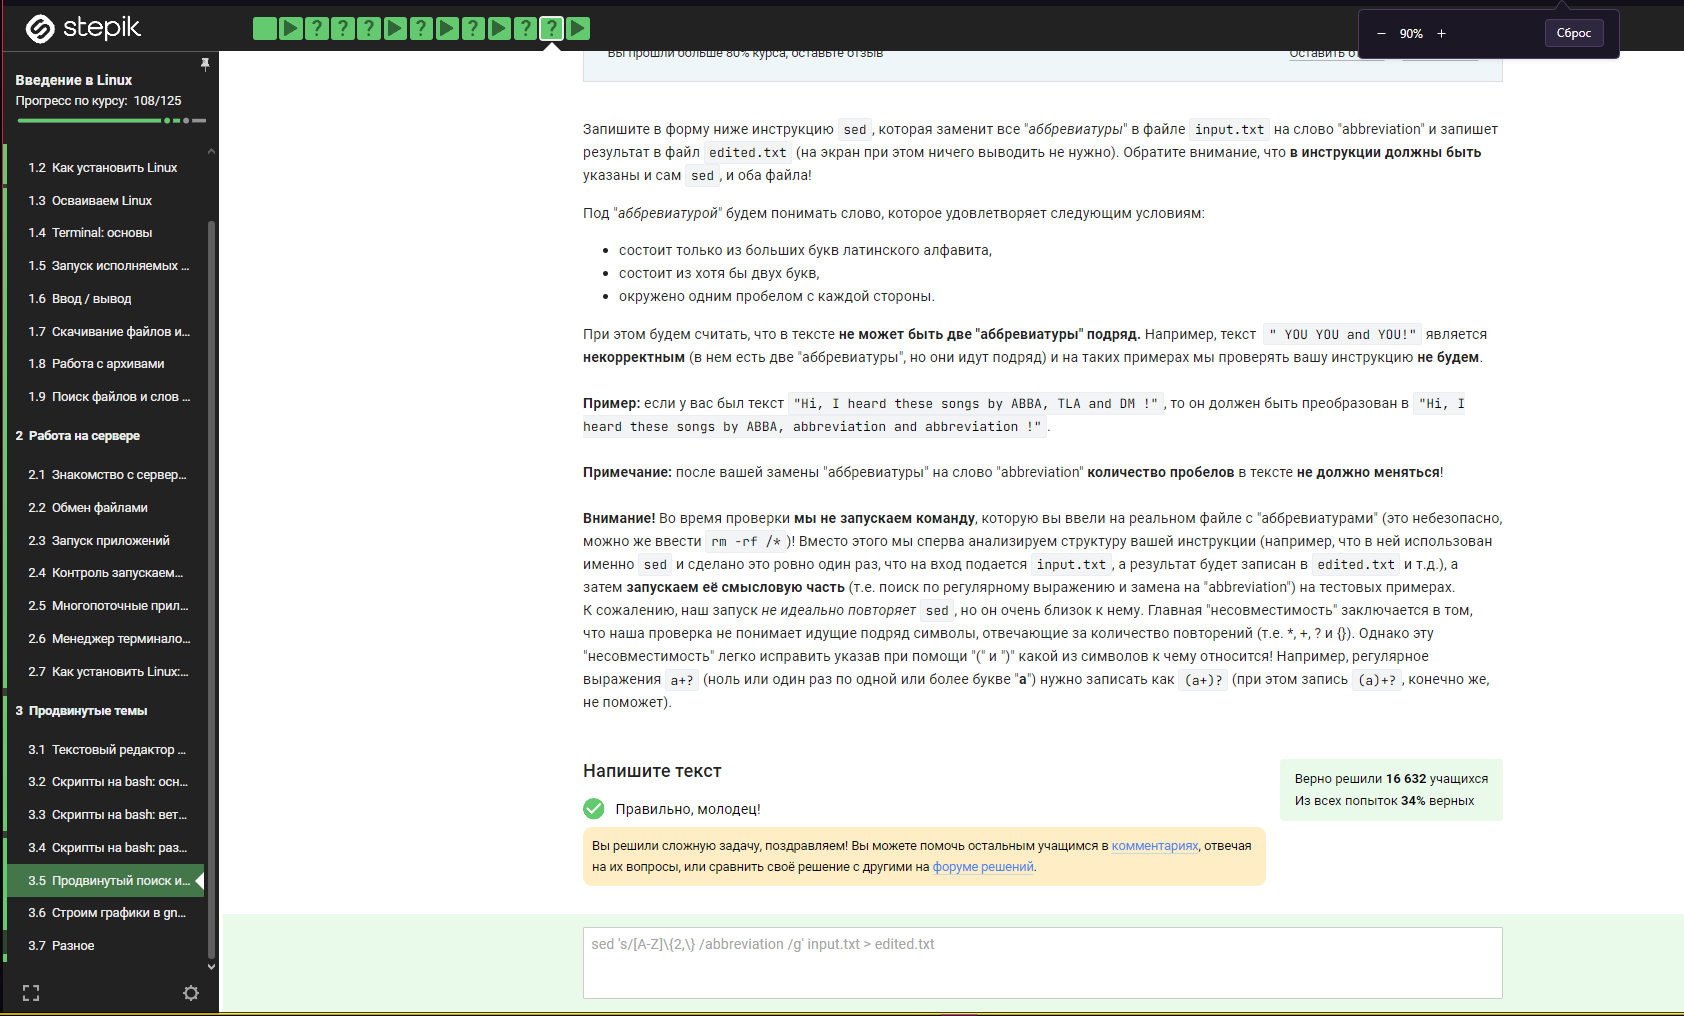 stepik
? ? ? ? ? ? ?
90%
Сброс
Введение в Linux
Прогресс по курсу: 108/125
1.2 Как установить Linux
1.3 Осваиваем Linux
1.4 Terminal: основы
1.5 Запуск исполняемых ...
1.6 Ввод / вывод
1.7 Скачивание файлов и...
1.8 Работа с архивами
1.9 Поиск файлов и слов ...
2 Работа на сервере
2.1 Знакомство с сервер...
2.2 Обмен файлами
2.3 Запуск приложений
2.4 Контроль запускаем...
2.5 Многопоточные прил...
2.6 Менеджер терминало...
2.7 Как установить Linux:...
3 Продвинутые темы
3.1 Текстовый редактор ...
3.2 Скрипты на bash: осн...
3.3 Скрипты на bash: вет...
3.4 Скрипты на bash: раз...
3.5 Продвинутый поиск и...
3.6 Строим графики в gn...
3.7 Разное
Вы прошли больше 80% курса, оставьте отзыв
Оставить о
Запишите в форму ниже инструкцию sed, которая заменит все "аббревиатуры" в файле input.txt на слово "abbreviation" и запишет
результат в файл edited.txt (на экран при этом ничего выводить не нужно). Обратите внимание, что в инструкции должны быть
указаны и сам sed, и оба файла!
Под "аббревиатурой" будем понимать слово, которое удовлетворяет следующим условиям:
• состоит только из больших букв латинского алфавита,
• состоит из хотя бы двух букв,
• окружено одним пробелом с каждой стороны.
При этом будем считать, что в тексте не может быть две "аббревиатуры" подряд. Например, текст " YOU YOU and YOU!" является
некорректным (в нем есть две "аббревиатуры", но они идут подряд) и на таких примерах мы проверять вашу инструкцию не будем.
Пример: если у вас был текст "Hi, I heard these songs by ABBA, TLA and DM !", то он должен быть преобразован в "Hi, I
heard these songs by ABBA, abbreviation and abbreviation !".
Примечание: после вашей замены "аббревиатуры" на слово "abbreviation" количество пробелов в тексте не должно меняться!
Внимание! Во время проверки мы не запускаем команду, которую вы ввели на реальном файле с "аббревиатурами" (это небезопасно,
можно же ввести rm -rf /*)! Вместо этого мы сперва анализируем структуру вашей инструкции (например, что в ней использован
именно sed и сделано это ровно один раз, что на вход подается input.txt, а результат будет записан в edited.txt и т.д.), а
затем запускаем её смысловую часть (т.е. поиск по регулярному выражению и замена на "abbreviation") на тестовых примерах.
К сожалению, наш запуск не идеально повторяет sed, но он очень близок к нему. Главная "несовместимость" заключается в том,
что наша проверка не понимает идущие подряд символы, отвечающие за количество повторений (т.е. *, +, ? и {}). Однако эту
"несовместимость" легко исправить указав при помощи "(" и ")" какой из символов к чему относится! Например, регулярное
выражения a+? (ноль или один раз по одной или более букве "a") нужно записать как (a+)? (при этом запись (a)+?, конечно же,
не поможет).
Напишите текст
Верно решили 16 632 учащихся
Из всех попыток 34% верных
Правильно, молодец!
Вы решили сложную задачу, поздравляем! Вы можете помочь остальным учащимся в комментариях, отвечая
на их вопросы, или сравнить своё решение с другими на форуме решений.
sed 's/[A-Z]\{2,\} /abbreviation /g' input.txt > edited.txt